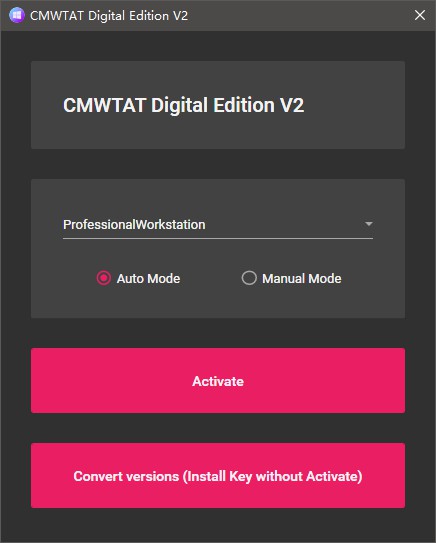 CMWTAT Digital Edition V2
CMWTAT Digital Edition V2
ProfessionalWorkstation
Auto Mode Manual Mode
Activate
Convert versions (Install Key without Activate)